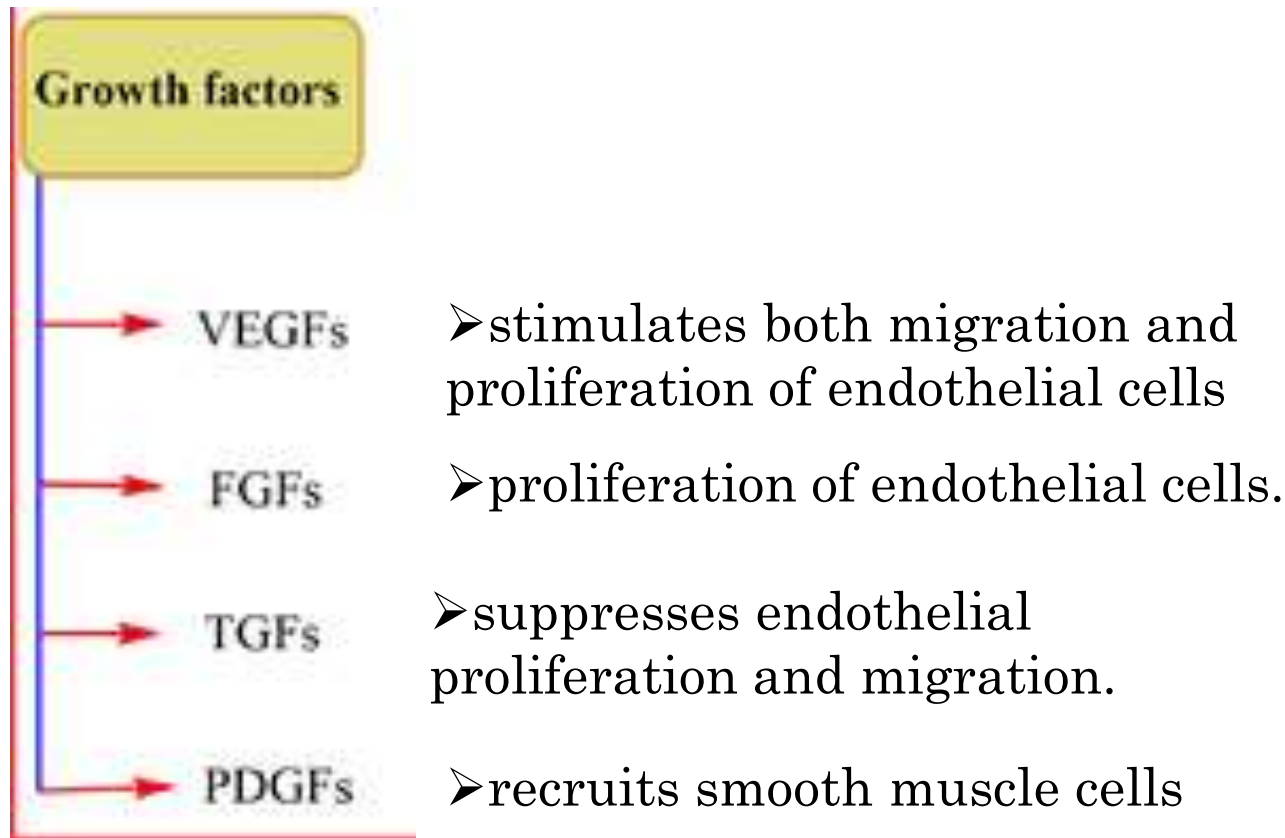 Growth factors
VEGFs ➢stimulates both migration and
proliferation of endothelial cells
FGFs ➢proliferation of endothelial cells.
TGFs ➢suppresses endothelial
proliferation and migration.
PDGFs ➢recruits smooth muscle cells